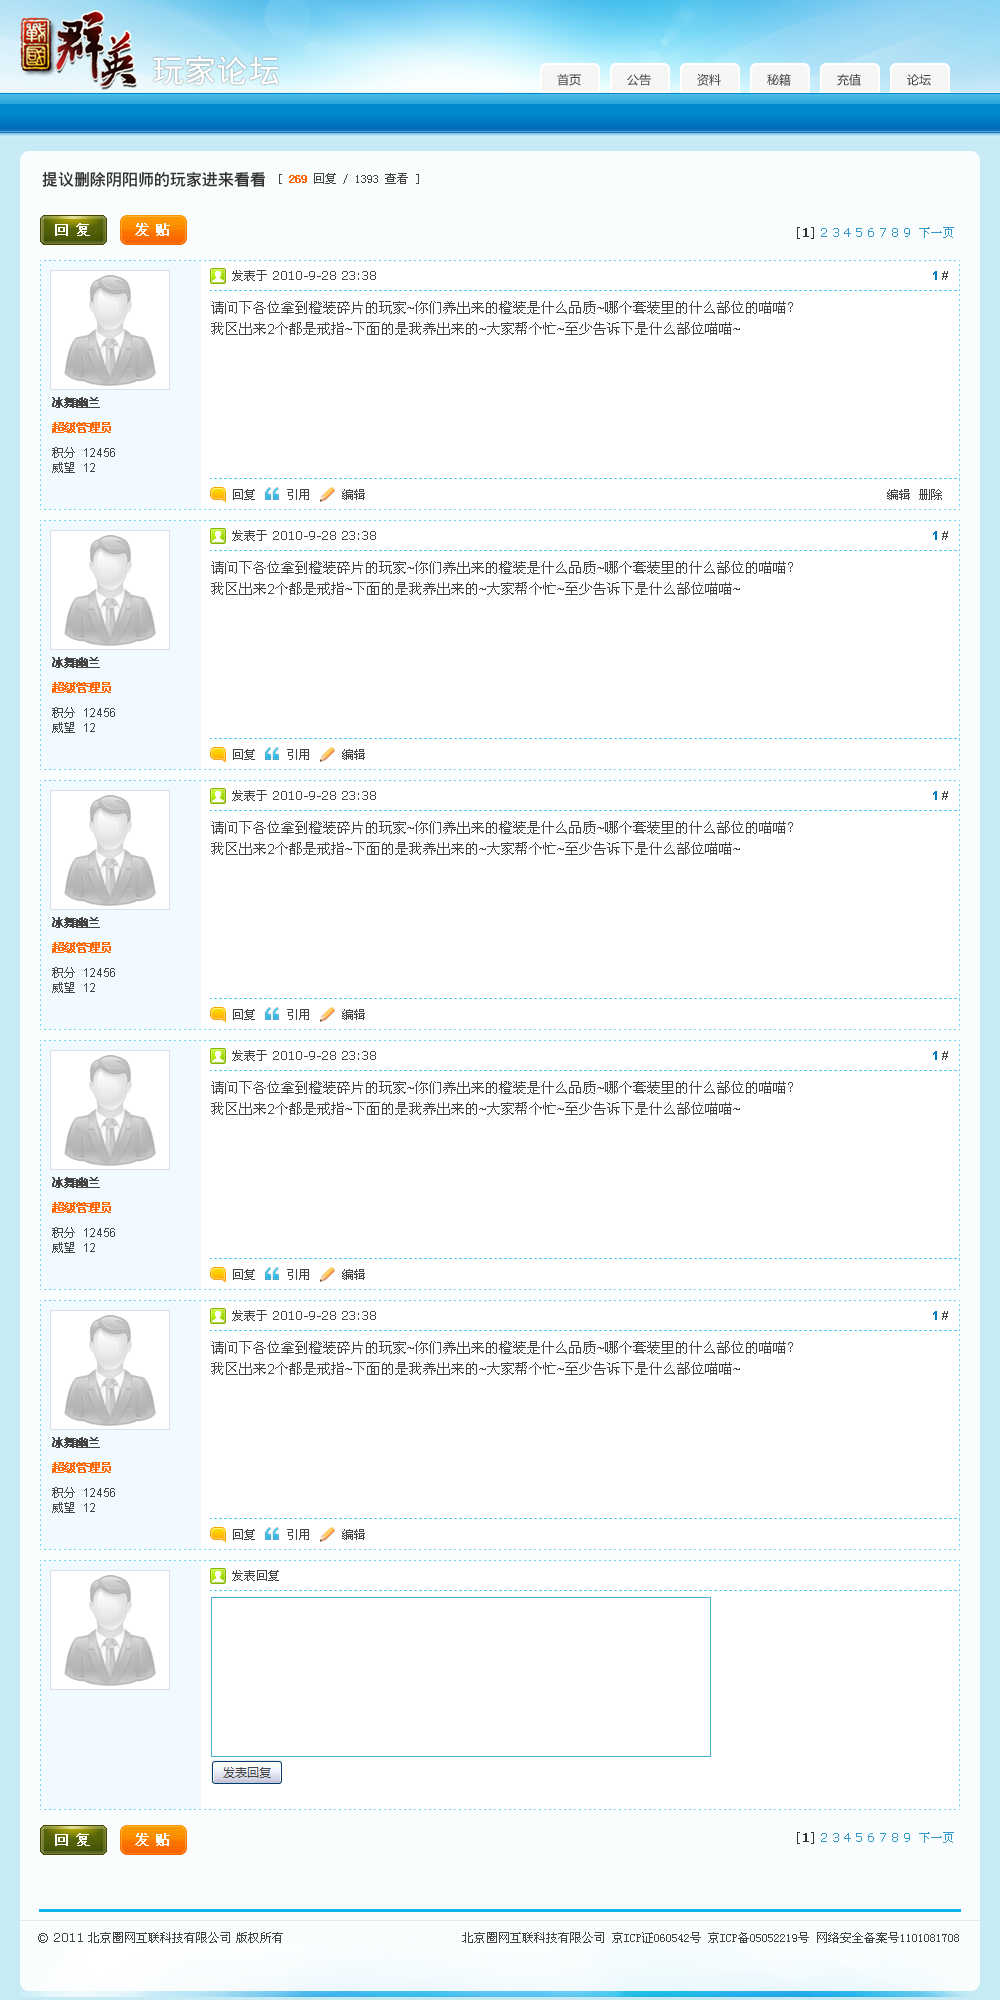 戰國 群英 玩家论坛
首页 公告 资料 秘籍 充值 论坛
提议删除阴阳师的玩家进来看看 [ 269 回复 / 1393 查看 ]
回 复 发 贴 [1] 2 3 4 5 6 7 8 9 下一页
发表于 2010-9-28 23:38 1 #
请问下各位拿到橙装碎片的玩家~你们养出来的橙装是什么品质~哪个套装里的什么部位的喵喵?
我区出来2个都是戒指~下面的是我养出来的~大家帮个忙~至少告诉下是什么部位喵喵~
冰舞幽兰
超级管理员
积分 12456
威望 12
回复 引用 编辑 编辑 删除
发表于 2010-9-28 23:38 1 #
请问下各位拿到橙装碎片的玩家~你们养出来的橙装是什么品质~哪个套装里的什么部位的喵喵?
我区出来2个都是戒指~下面的是我养出来的~大家帮个忙~至少告诉下是什么部位喵喵~
冰舞幽兰
超级管理员
积分 12456
威望 12
回复 引用 编辑
发表于 2010-9-28 23:38 1 #
请问下各位拿到橙装碎片的玩家~你们养出来的橙装是什么品质~哪个套装里的什么部位的喵喵?
我区出来2个都是戒指~下面的是我养出来的~大家帮个忙~至少告诉下是什么部位喵喵~
冰舞幽兰
超级管理员
积分 12456
威望 12
回复 引用 编辑
发表于 2010-9-28 23:38 1 #
请问下各位拿到橙装碎片的玩家~你们养出来的橙装是什么品质~哪个套装里的什么部位的喵喵?
我区出来2个都是戒指~下面的是我养出来的~大家帮个忙~至少告诉下是什么部位喵喵~
冰舞幽兰
超级管理员
积分 12456
威望 12
回复 引用 编辑
发表于 2010-9-28 23:38 1 #
请问下各位拿到橙装碎片的玩家~你们养出来的橙装是什么品质~哪个套装里的什么部位的喵喵?
我区出来2个都是戒指~下面的是我养出来的~大家帮个忙~至少告诉下是什么部位喵喵~
冰舞幽兰
超级管理员
积分 12456
威望 12
回复 引用 编辑
发表回复
发表回复
回 复 发 贴 [1] 2 3 4 5 6 7 8 9 下一页
© 2011 北京圈网互联科技有限公司 版权所有 北京圈网互联科技有限公司 京ICP证060542号 京ICP备05052219号 网络安全备案号1101081708